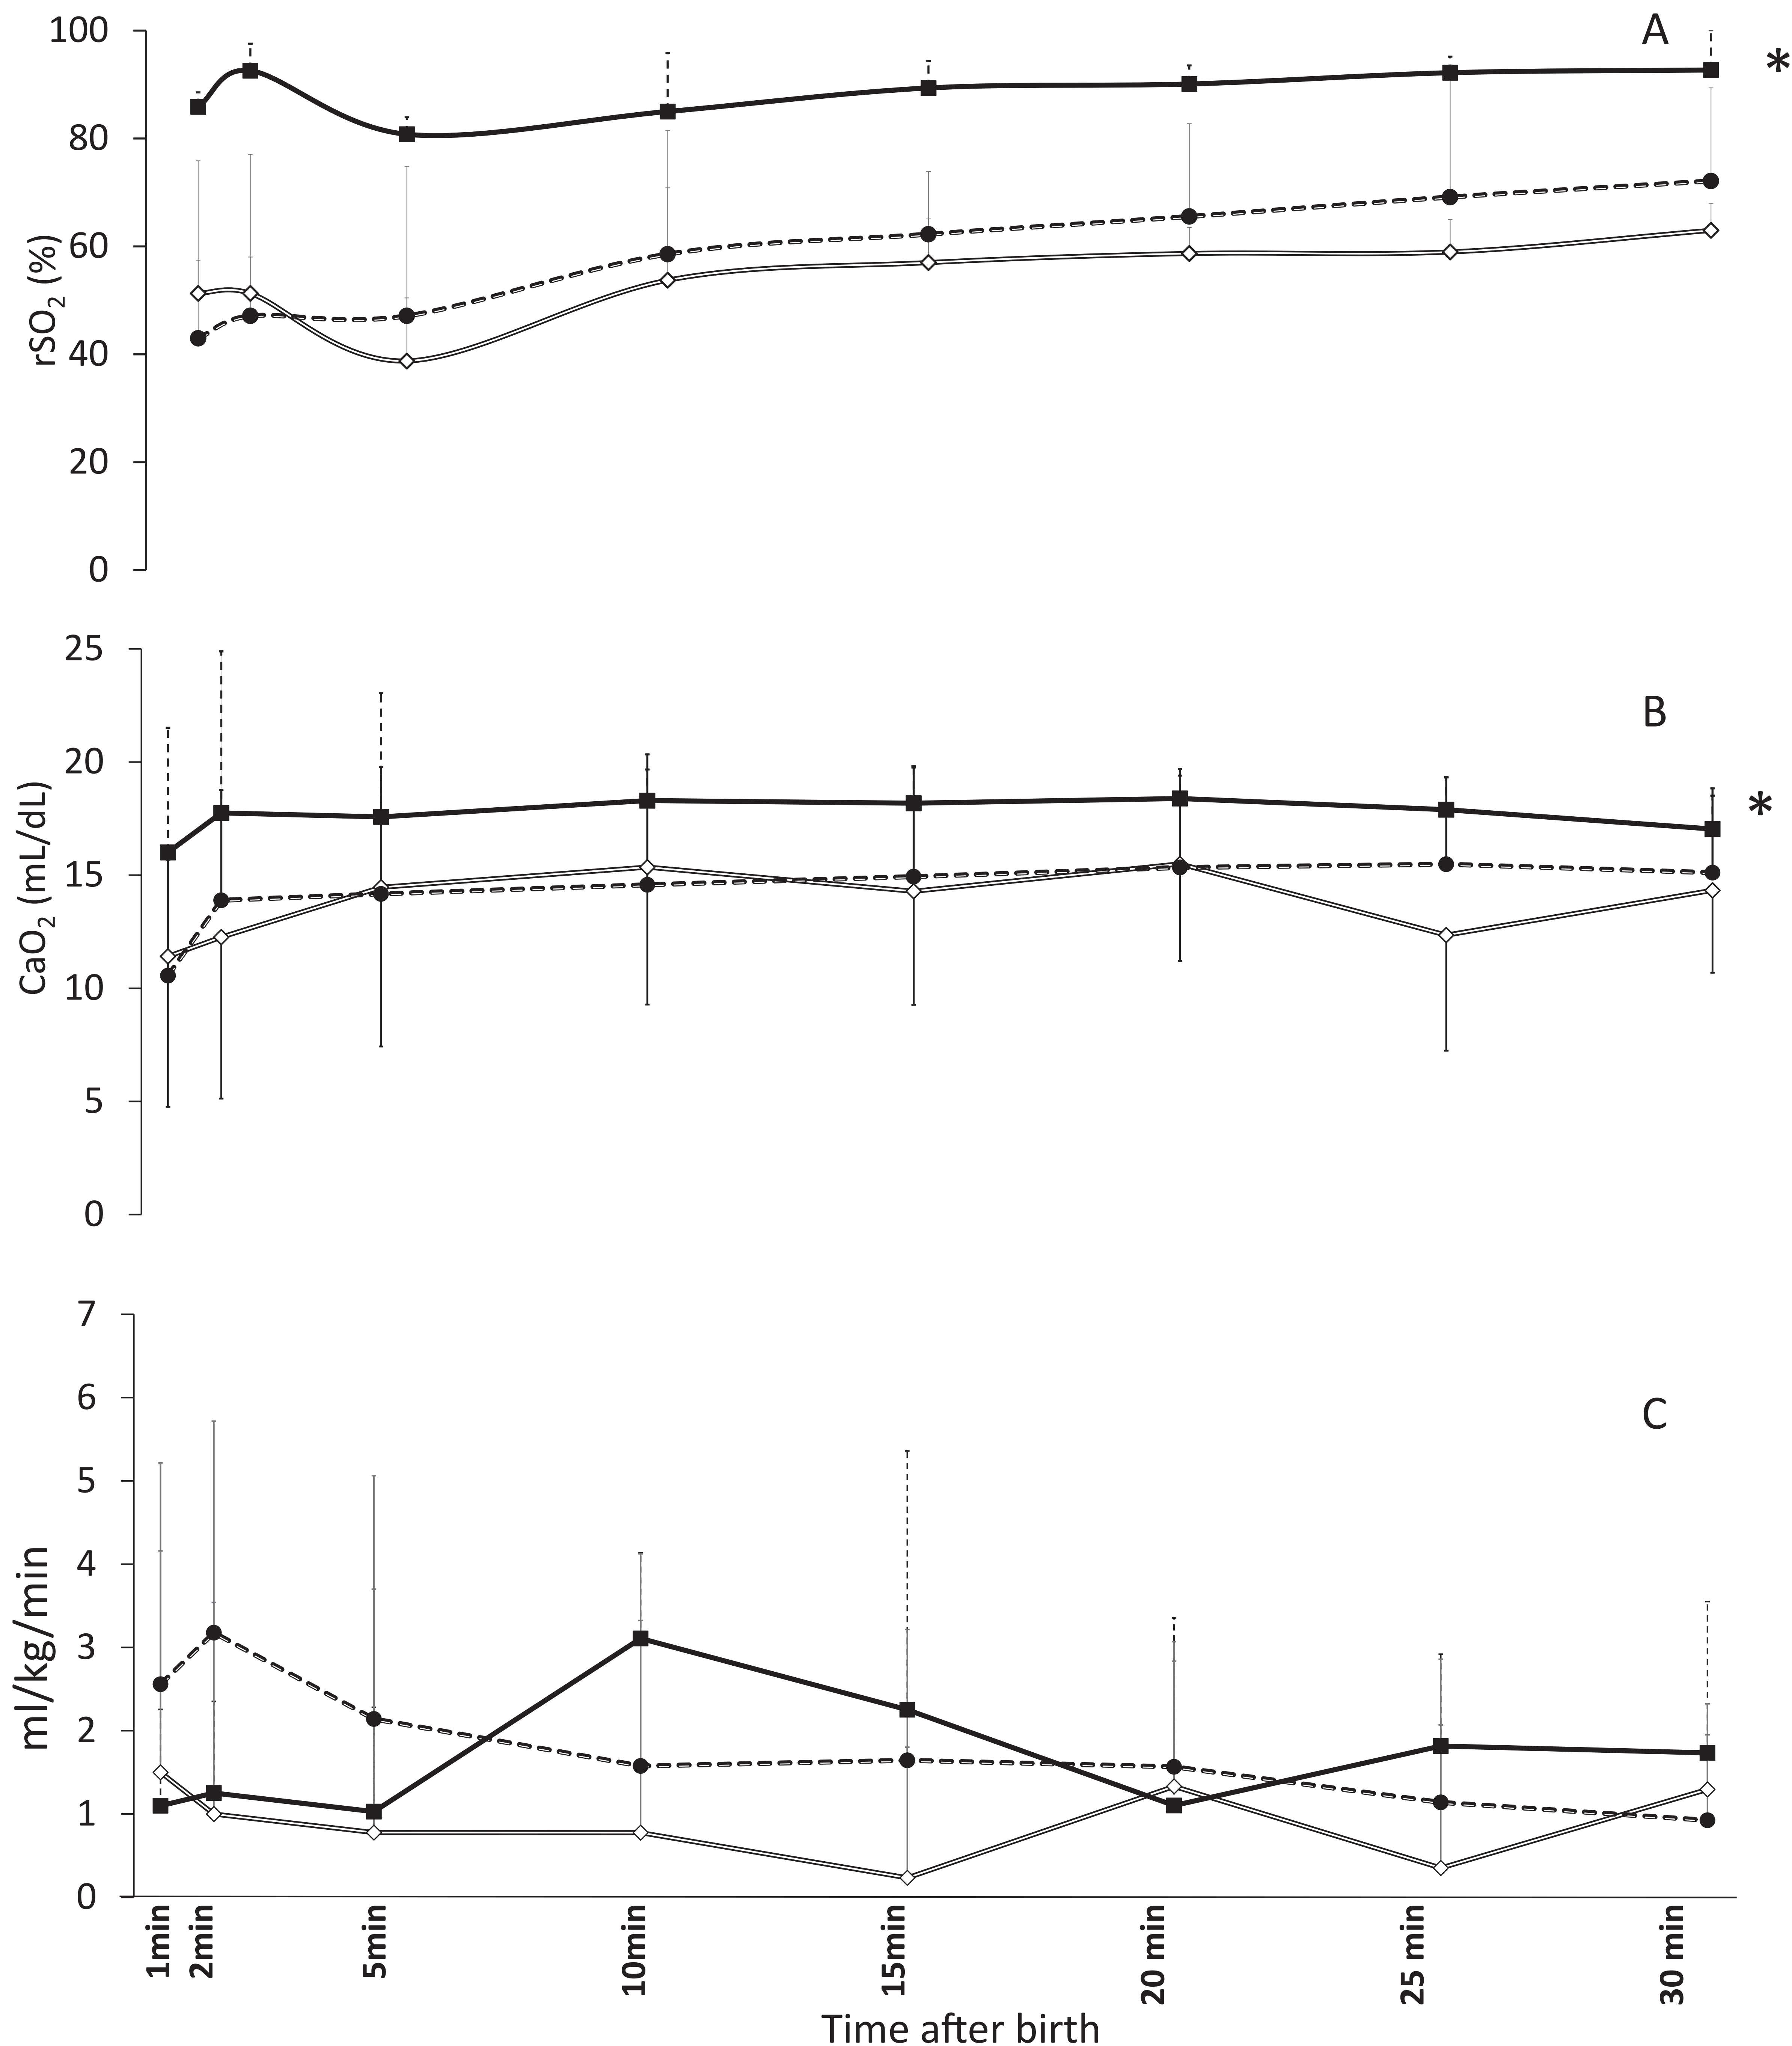 A
*
rSO2 (%)
100
80
60
40
20
0
B
*
CaO2 (mL/dL)
25
20
15
10
5
0
C
ml/kg/min
7
6
5
4
3
2
1
0
1min
2min
5min
10min
15min
20 min
25 min
30 min
Time after birth